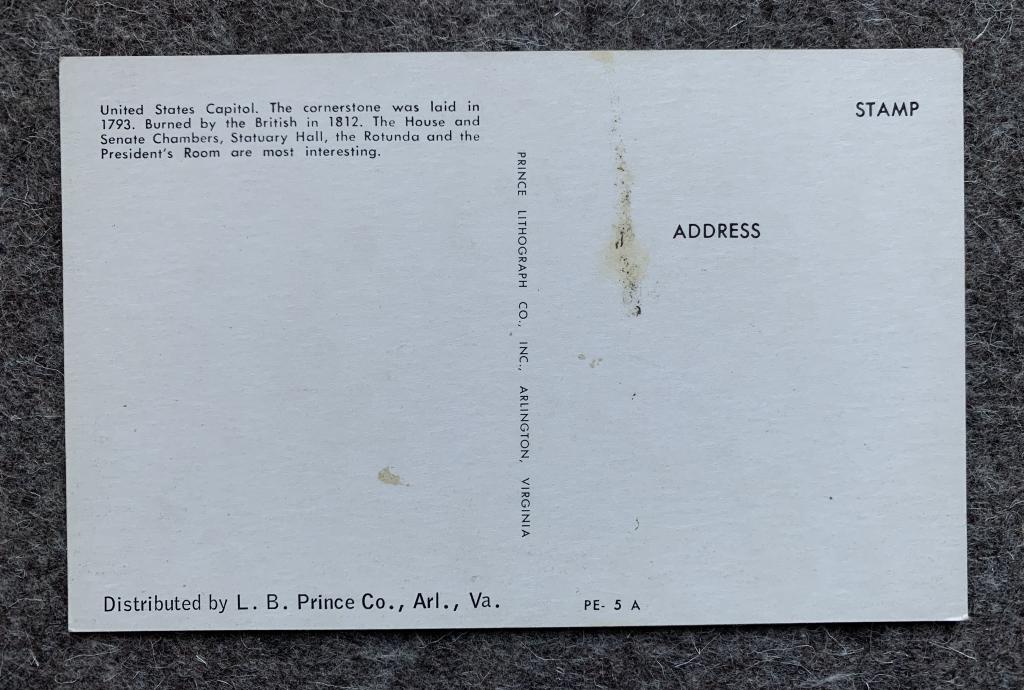 United States Capitol. The cornerstone was laid in
1793. Burned by the British in 1812. The House and
Senate Chambers, Statuary Hall, the Rotunda and the
President's Room are most interesting.
PRINCE LITHOGRAPH CO., INC., ARLINGTON, VIRGINIA
STAMP
ADDRESS
Distributed by L. B. Prince Co., Arl., Va.
PE- 5 A